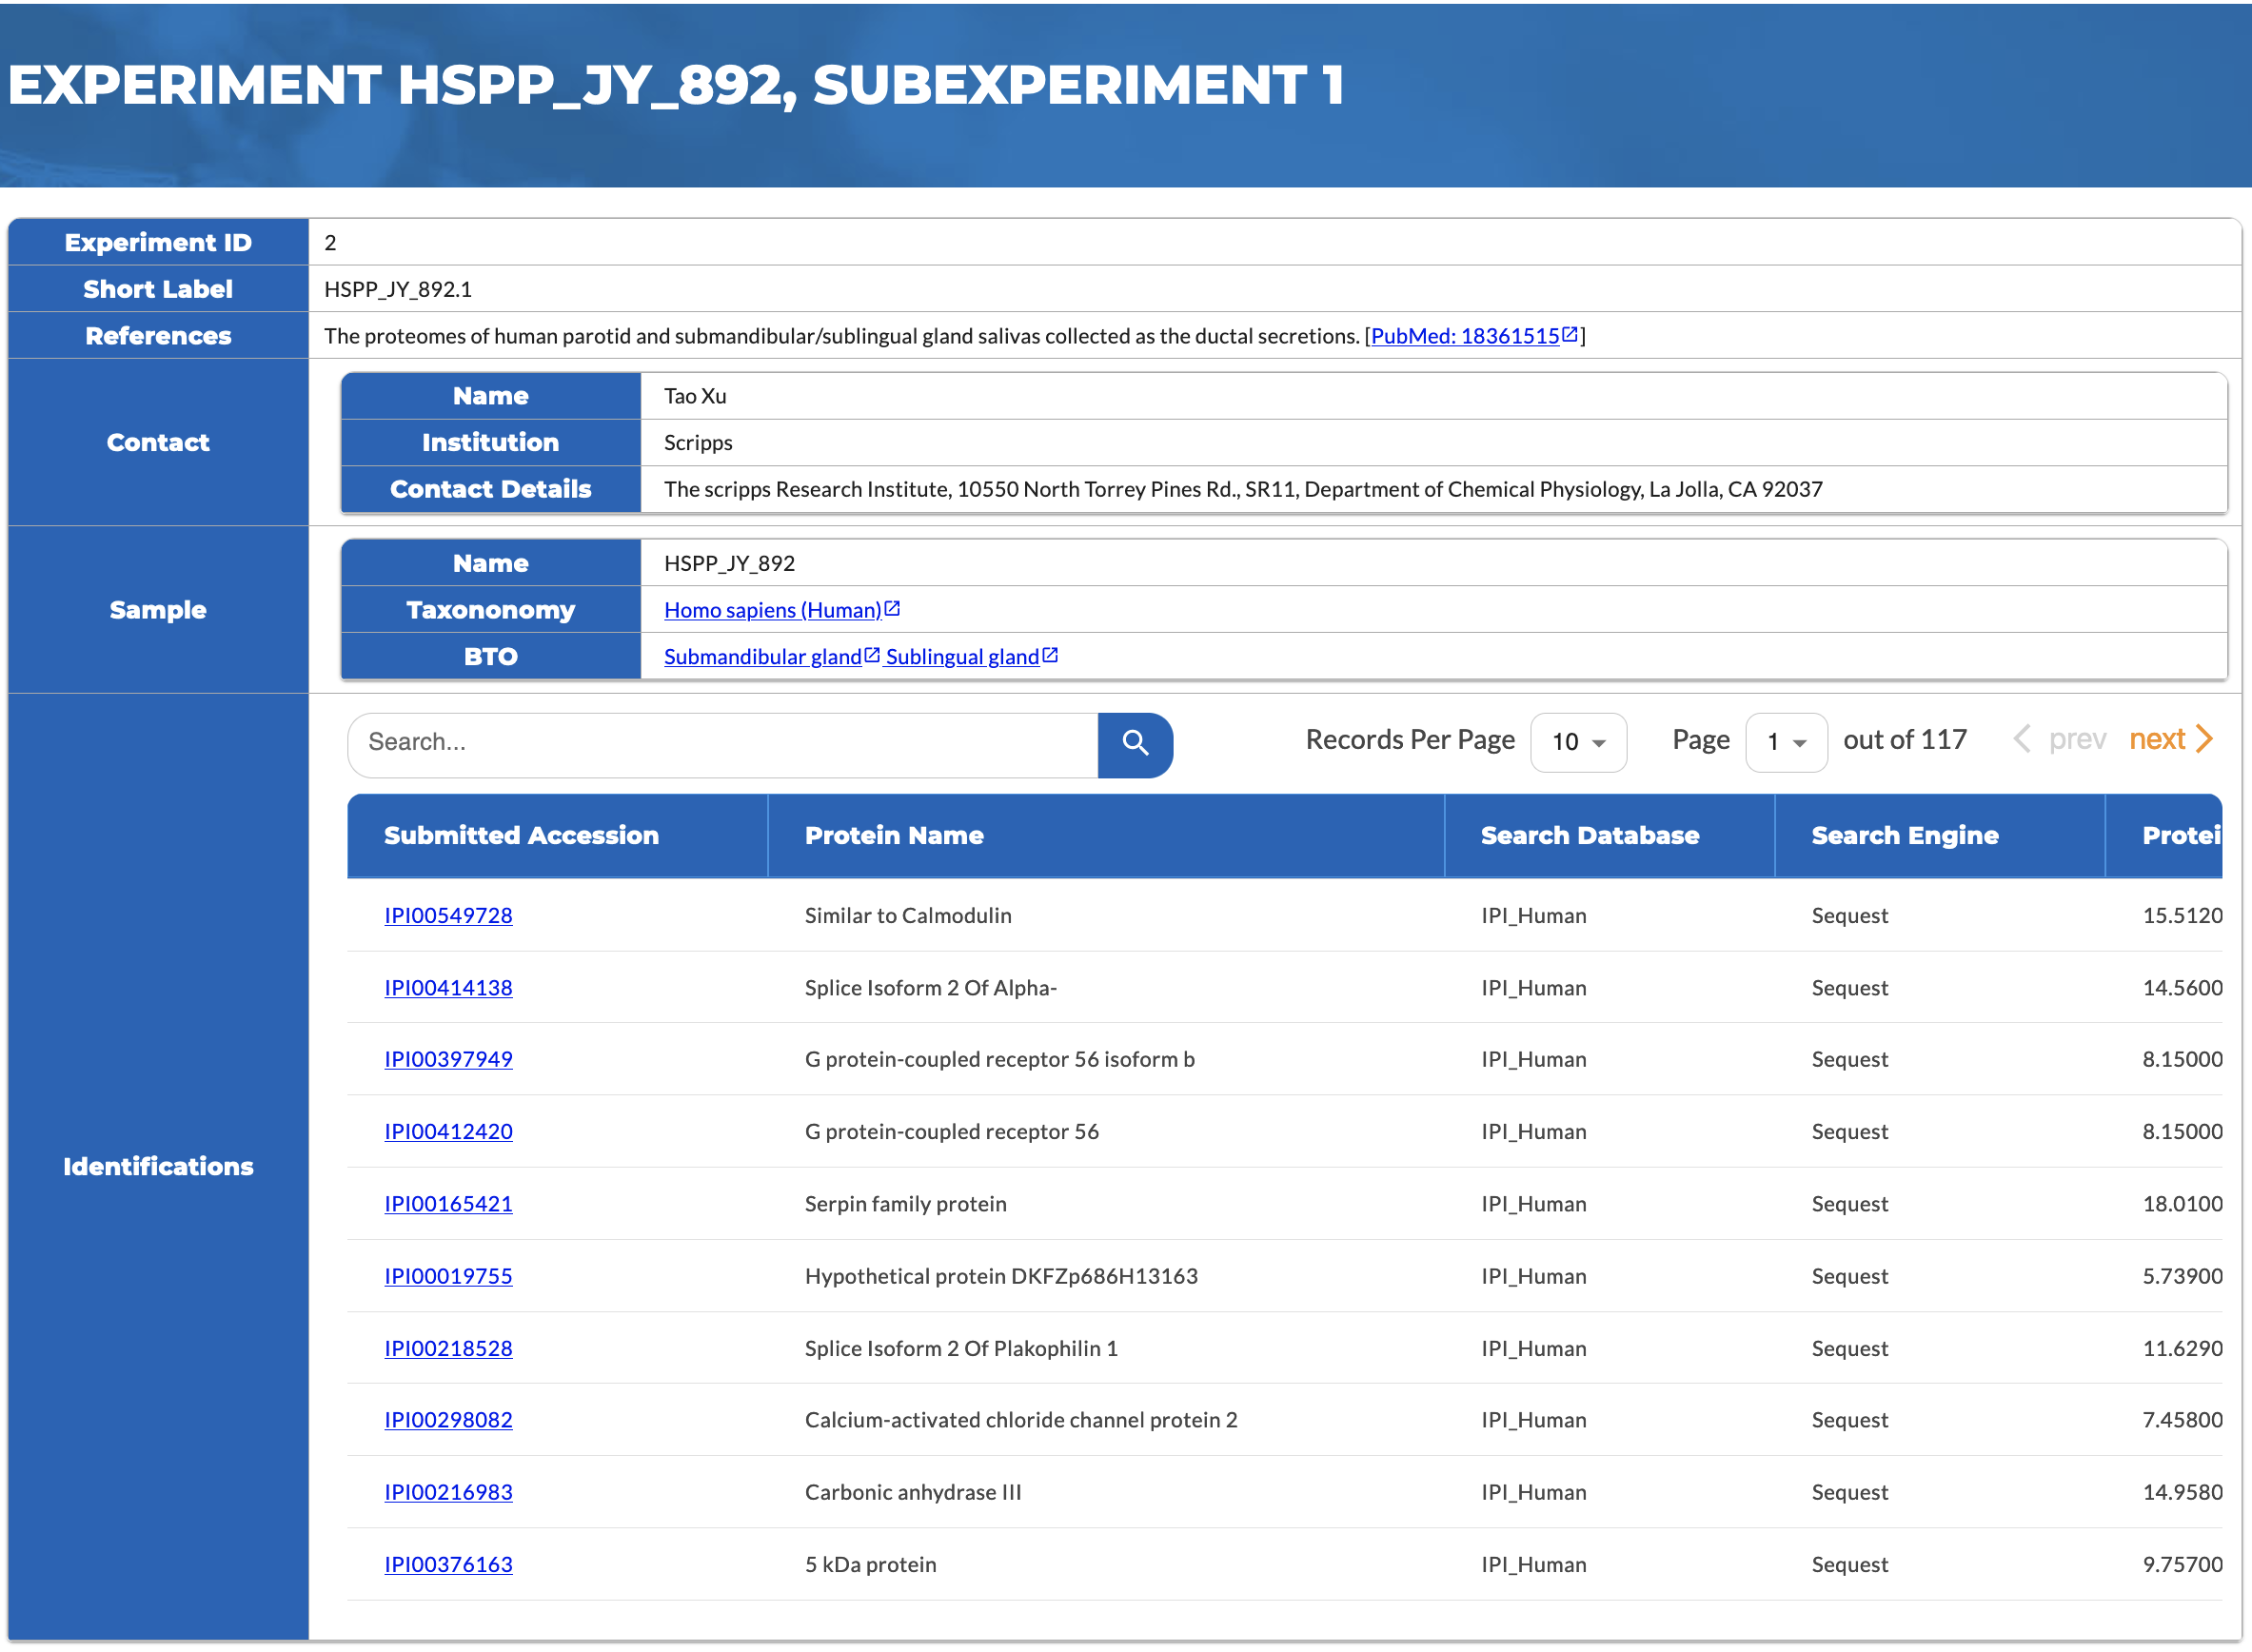 EXPERIMENT HSPP_JY_892, SUBEXPERIMENT 1
Experiment ID 2
Short Label HSPP_JY_892.1
References The proteomes of human parotid and submandibular/sublingual gland salivas collected as the ductal secretions. [PubMed: 18361515]
Contact
Name Tao Xu
Institution Scripps
Contact Details The scripps Research Institute, 10550 North Torrey Pines Rd., SR11, Department of Chemical Physiology, La Jolla, CA 92037
Sample
Name HSPP_JY_892
Taxononomy Homo sapiens (Human)
BTO Submandibular gland Sublingual gland
Identifications
Search... Records Per Page 10 Page 1 out of 117 prev next
Submitted Accession Protein Name Search Database Search Engine Protei
IPI00549728 Similar to Calmodulin IPI_Human Sequest 15.5120
IPI00414138 Splice Isoform 2 Of Alpha- IPI_Human Sequest 14.5600
IPI00397949 G protein-coupled receptor 56 isoform b IPI_Human Sequest 8.15000
IPI00412420 G protein-coupled receptor 56 IPI_Human Sequest 8.15000
IPI00165421 Serpin family protein IPI_Human Sequest 18.0100
IPI00019755 Hypothetical protein DKFZp686H13163 IPI_Human Sequest 5.73900
IPI00218528 Splice Isoform 2 Of Plakophilin 1 IPI_Human Sequest 11.6290
IPI00298082 Calcium-activated chloride channel protein 2 IPI_Human Sequest 7.45800
IPI00216983 Carbonic anhydrase III IPI_Human Sequest 14.9580
IPI00376163 5 kDa protein IPI_Human Sequest 9.75700